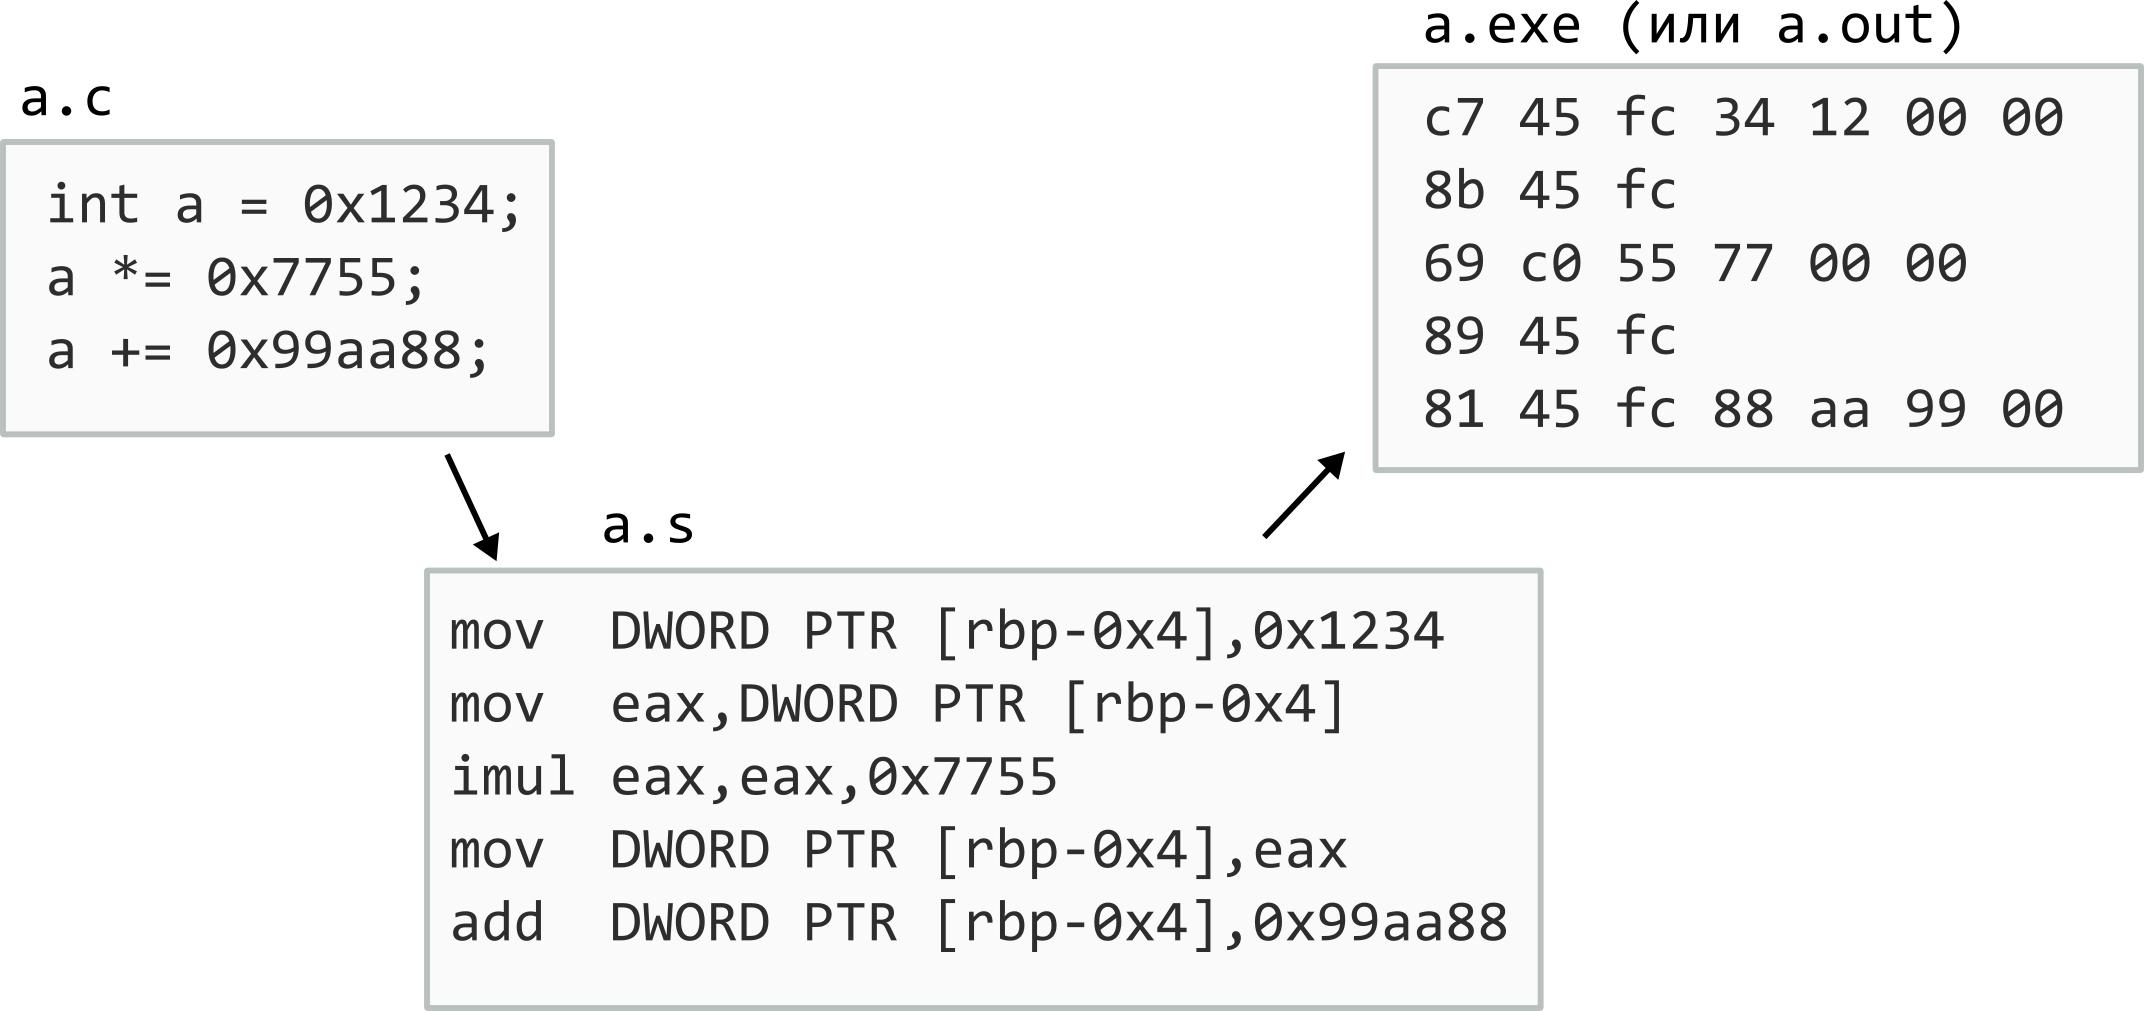 a.c
int a = 0x1234;
a *= 0x7755;
a += 0x99aa88;
a.s
mov  DWORD PTR [rbp-0x4],0x1234
mov  eax,DWORD PTR [rbp-0x4]
imul eax,eax,0x7755
mov  DWORD PTR [rbp-0x4],eax
add  DWORD PTR [rbp-0x4],0x99aa88
a.exe (или a.out)
c7 45 fc 34 12 00 00
8b 45 fc
69 c0 55 77 00 00
89 45 fc
81 45 fc 88 aa 99 00